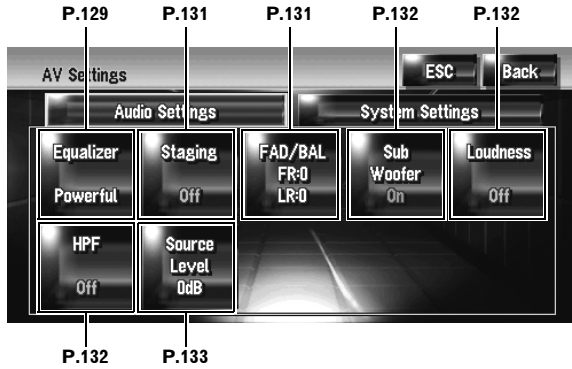 P.129 P.131 P.131 P.132 P.132
AV Settings ESC Back
Audio Settings System Settings
Equalizer
Powerful
Staging
Off
FAD/BAL
FR:0
LR:0
Sub
Woofer
On
Loudness
Off
HPF
Off
Source
Level
0dB
P.132 P.133